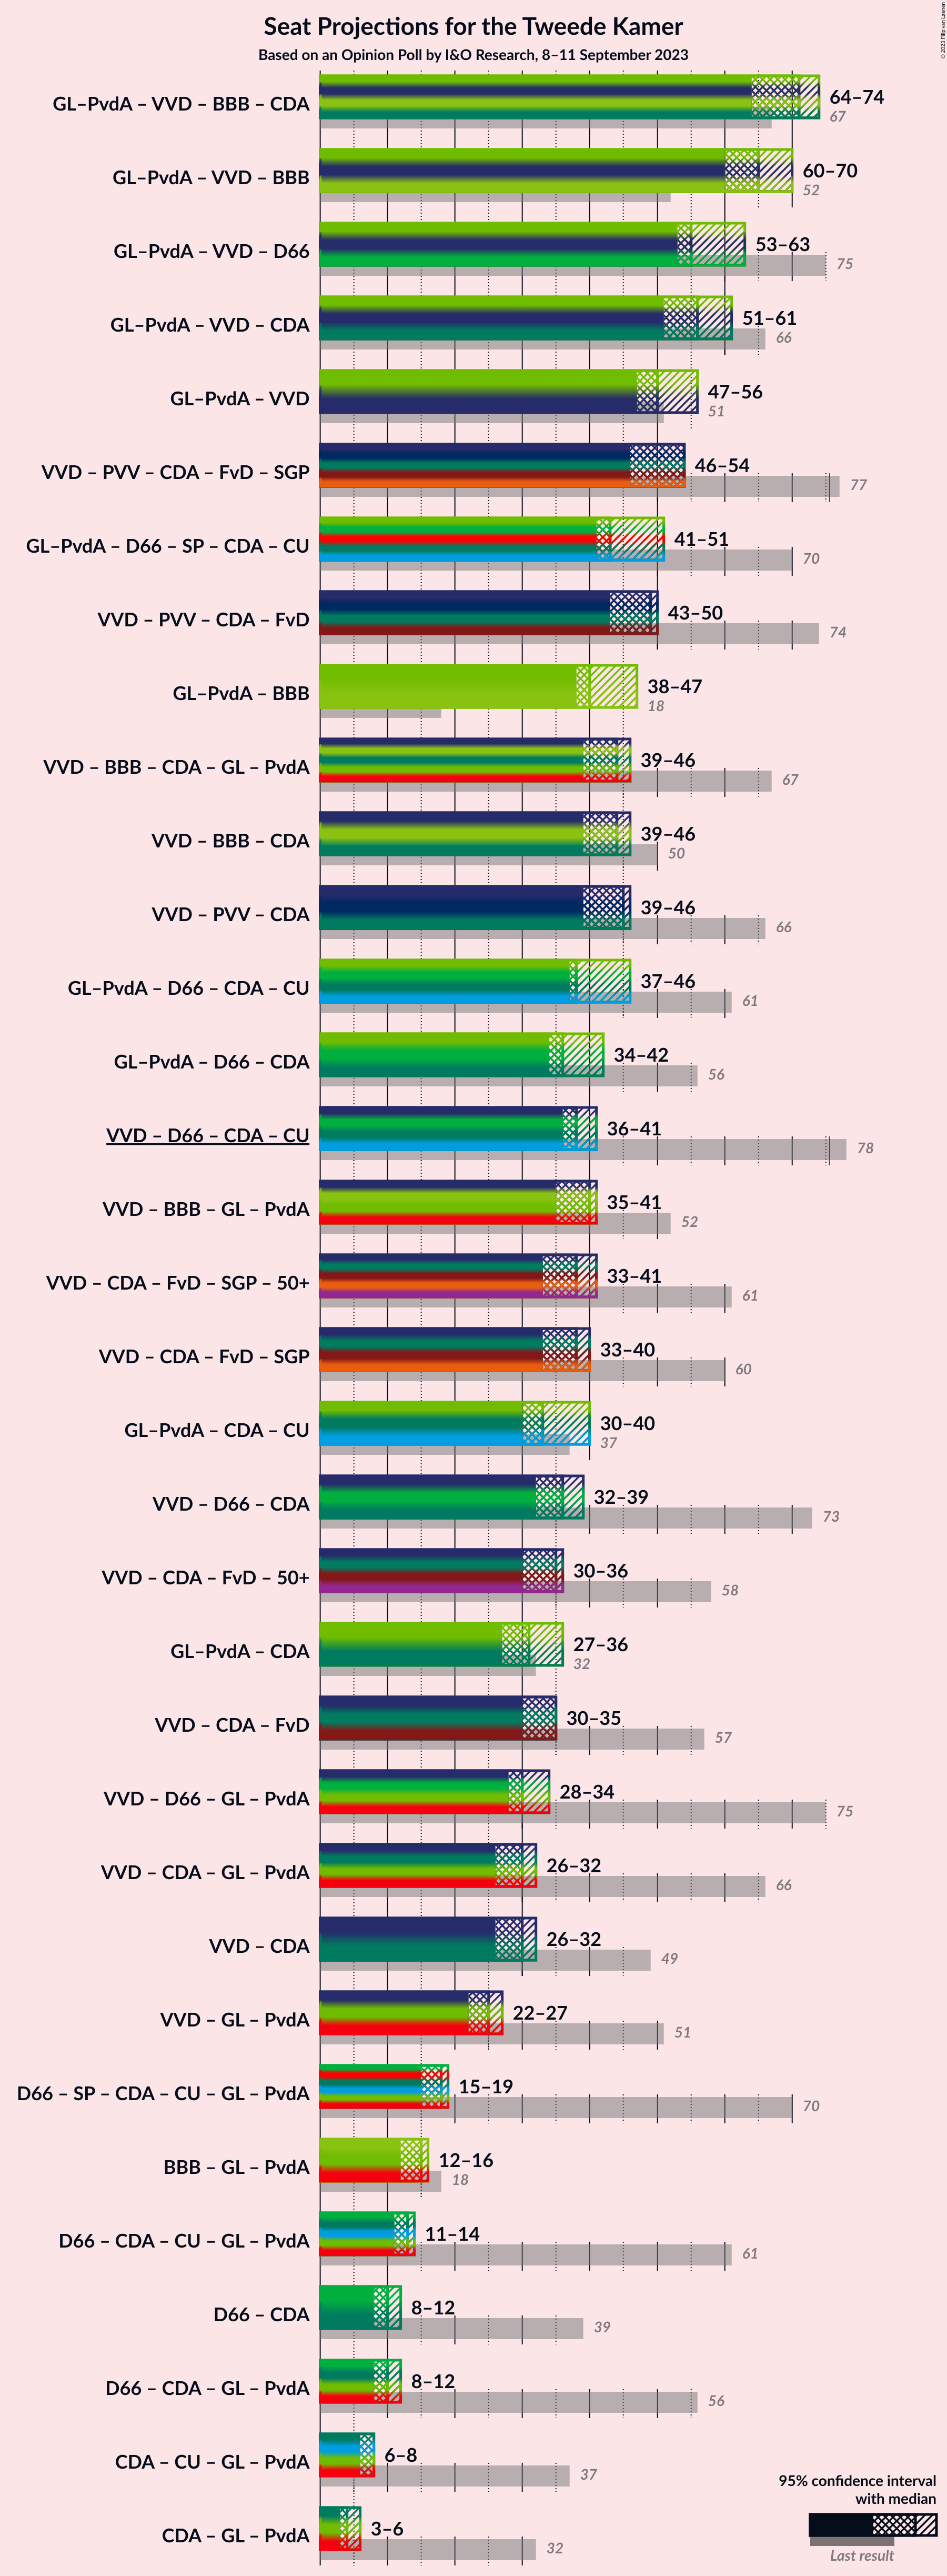 Seat Projections for the Tweede Kamer
Based on an Opinion Poll by I&O Research, 8–11 September 2023
© 2023 Filip van Laenen
GL–PvdA – VVD – BBB – CDA
64–74
67
GL–PvdA – VVD – BBB
60–70
52
GL–PvdA – VVD – D66
53–63
75
GL–PvdA – VVD – CDA
51–61
66
GL–PvdA – VVD
47–56
51
VVD – PVV – CDA – FvD – SGP
46–54
77
GL–PvdA – D66 – SP – CDA – CU
41–51
70
VVD – PVV – CDA – FvD
43–50
74
GL–PvdA – BBB
38–47
18
VVD – BBB – CDA – GL – PvdA
39–46
67
VVD – BBB – CDA
39–46
50
VVD – PVV – CDA
39–46
66
GL–PvdA – D66 – CDA – CU
37–46
61
GL–PvdA – D66 – CDA
34–42
56
VVD – D66 – CDA – CU
36–41
78
VVD – BBB – GL – PvdA
35–41
52
VVD – CDA – FvD – SGP – 50+
33–41
61
VVD – CDA – FvD – SGP
33–40
60
GL–PvdA – CDA – CU
30–40
37
VVD – D66 – CDA
32–39
73
VVD – CDA – FvD – 50+
30–36
58
GL–PvdA – CDA
27–36
32
VVD – CDA – FvD
30–35
57
VVD – D66 – GL – PvdA
28–34
75
VVD – CDA – GL – PvdA
26–32
66
VVD – CDA
26–32
49
VVD – GL – PvdA
22–27
51
D66 – SP – CDA – CU – GL – PvdA
15–19
70
BBB – GL – PvdA
12–16
18
D66 – CDA – CU – GL – PvdA
11–14
61
D66 – CDA
8–12
39
D66 – CDA – GL – PvdA
8–12
56
CDA – CU – GL – PvdA
6–8
37
CDA – GL – PvdA
3–6
32
95% confidence interval
with median
Last result